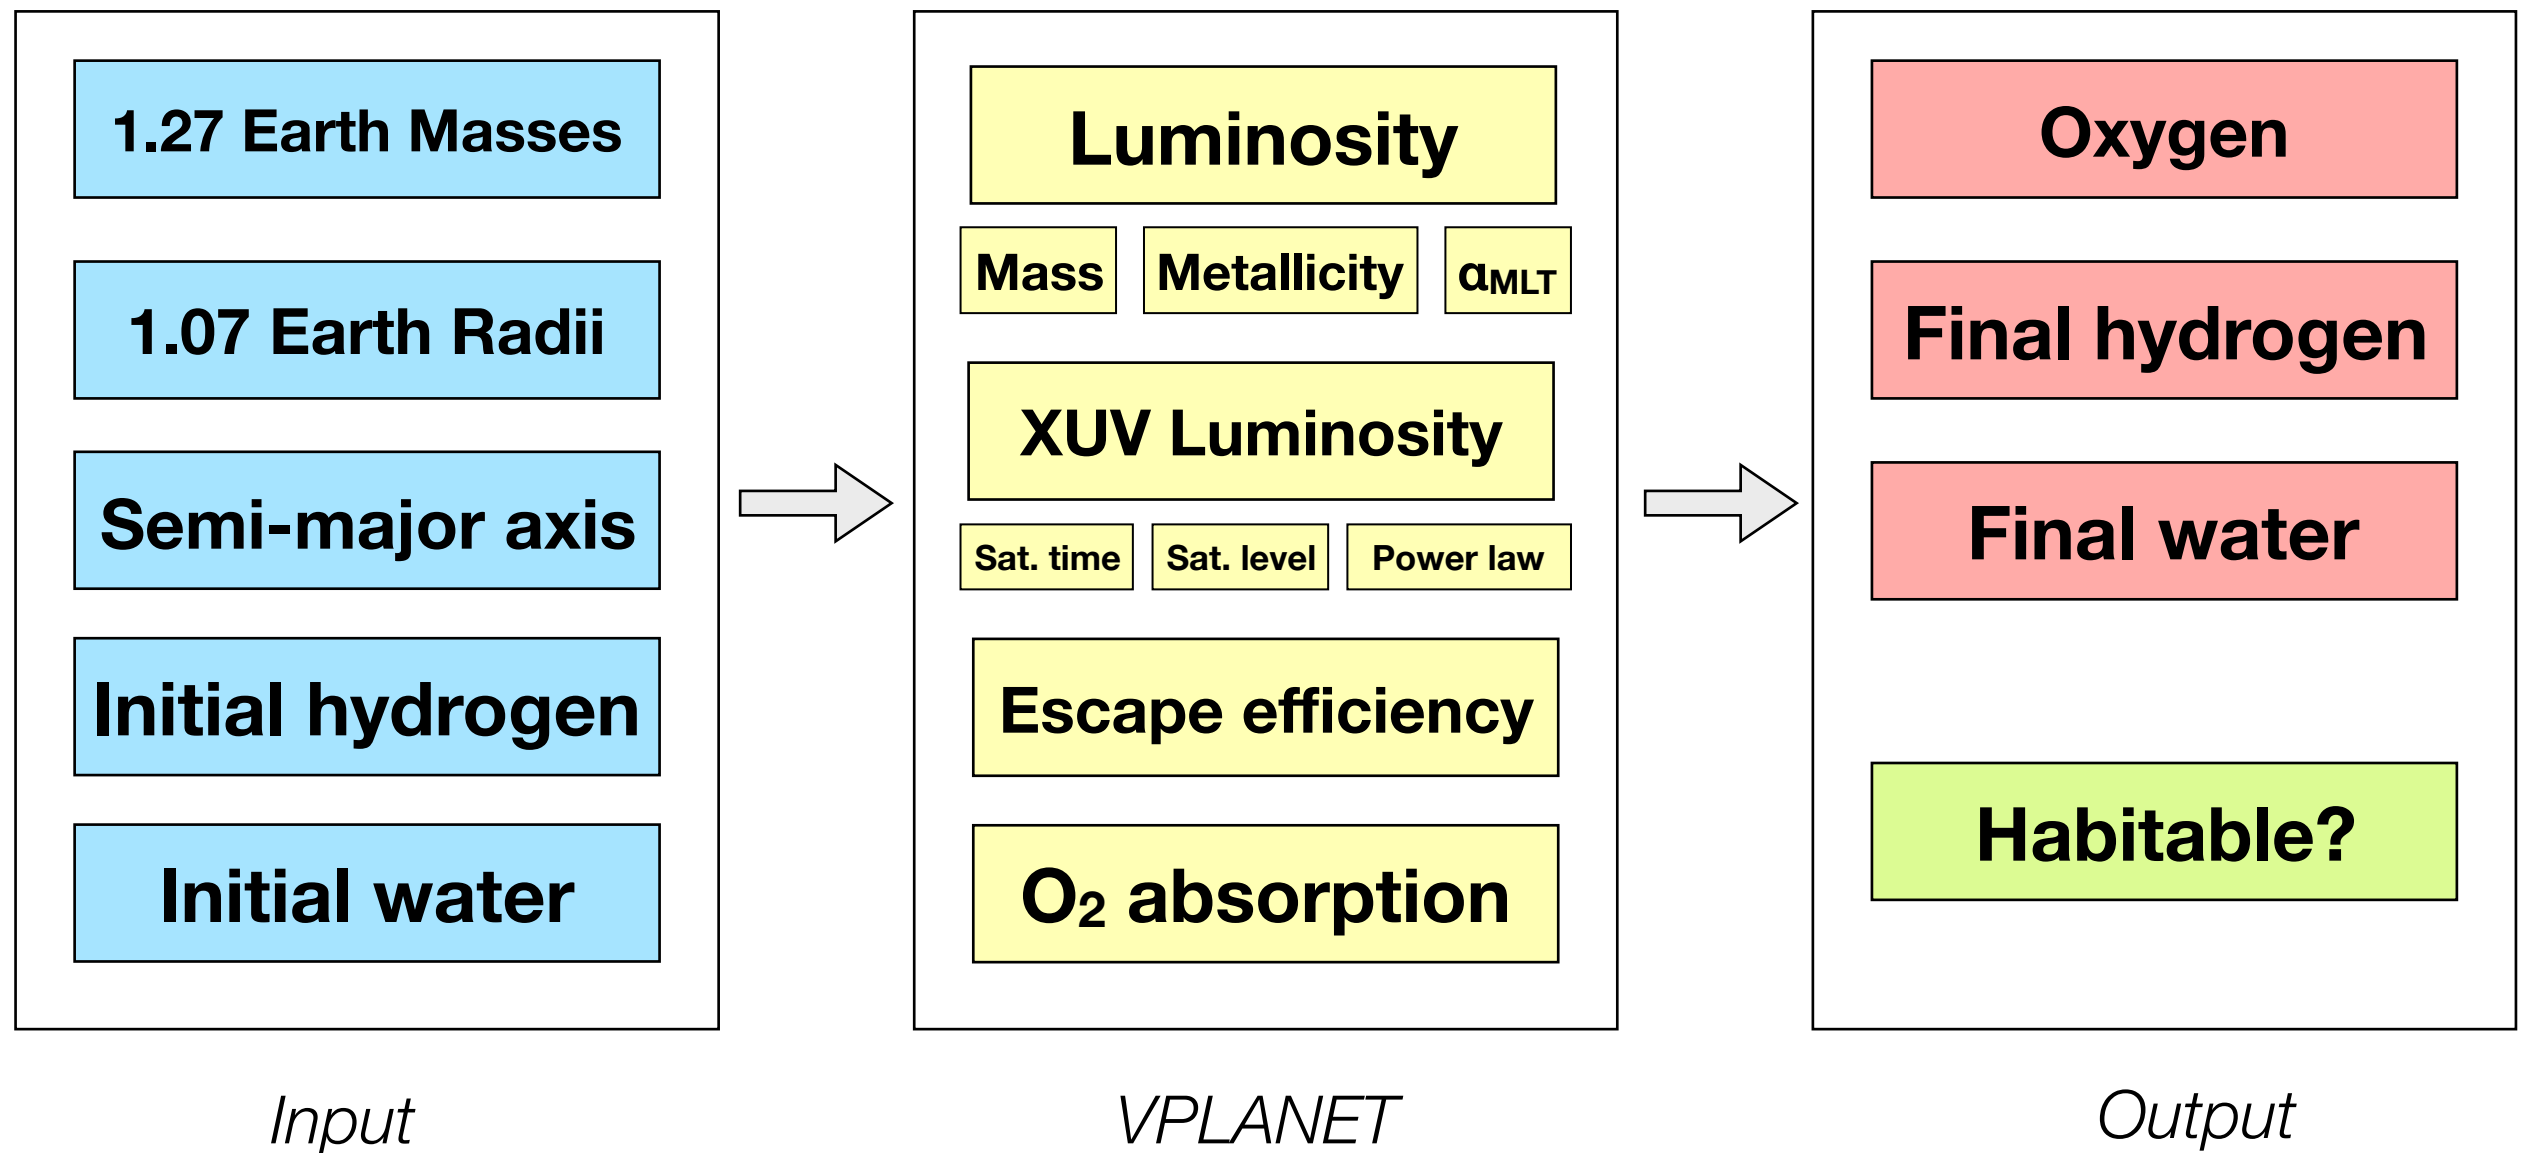 1.27 Earth Masses
1.07 Earth Radii
Semi-major axis
Initial hydrogen
Initial water
Input
Luminosity
Mass Metallicity αMLT
XUV Luminosity
Sat. time Sat. level Power law
Escape efficiency
O₂ absorption
VPLANET
Oxygen
Final hydrogen
Final water
Habitable?
Output